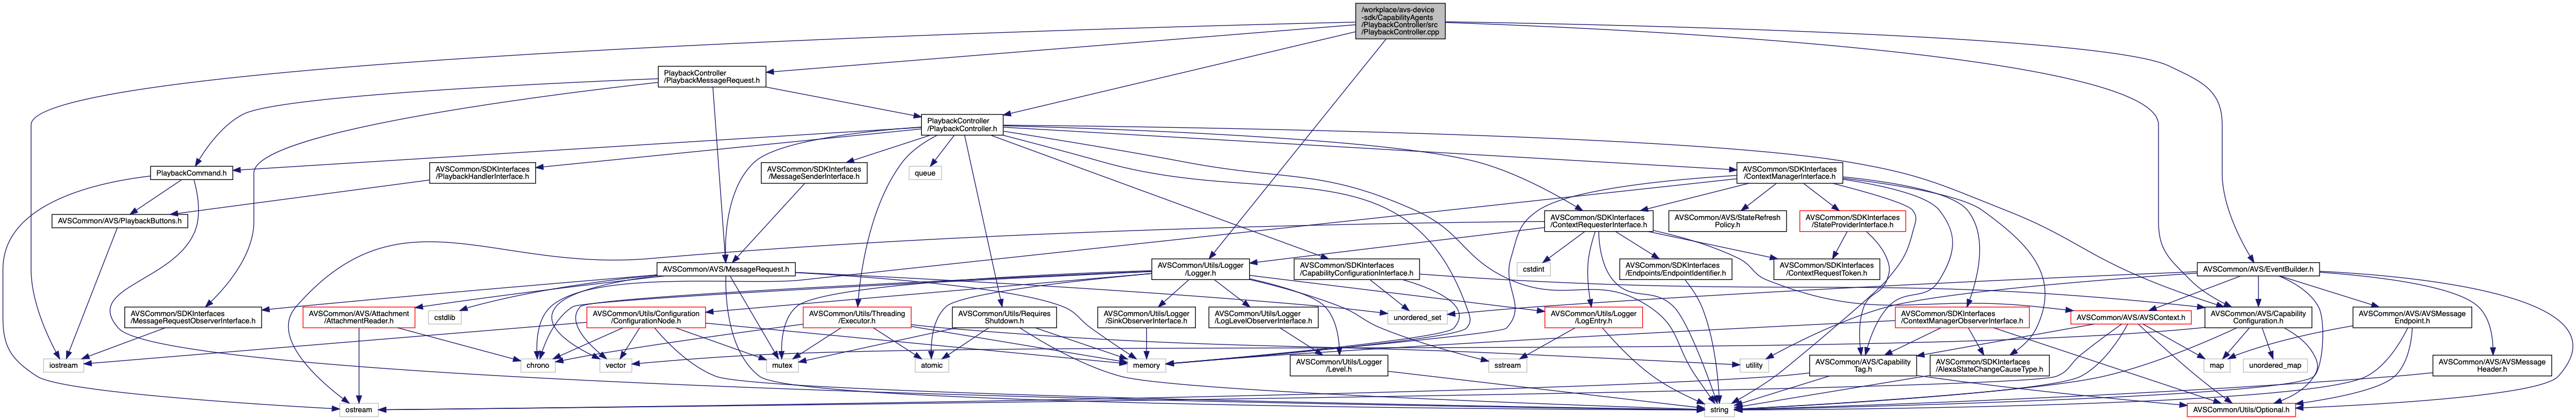 /workplace/avs-device
-sdk/CapabilityAgents
/PlaybackController/src
/PlaybackController.cpp
PlaybackController
/PlaybackMessageRequest.h
PlaybackController
/PlaybackController.h
PlaybackCommand.h
AVSCommon/SDKInterfaces
/PlaybackHandlerInterface.h
AVSCommon/SDKInterfaces
/MessageSenderInterface.h
queue
AVSCommon/SDKInterfaces
/ContextManagerInterface.h
AVSCommon/AVS/PlaybackButtons.h
AVSCommon/SDKInterfaces
/ContextRequesterInterface.h
AVSCommon/AVS/StateRefresh
Policy.h
AVSCommon/SDKInterfaces
/StateProviderInterface.h
AVSCommon/AVS/MessageRequest.h
AVSCommon/Utils/Logger
/Logger.h
AVSCommon/SDKInterfaces
/CapabilityConfigurationInterface.h
cstdint
AVSCommon/SDKInterfaces
/Endpoints/EndpointIdentifier.h
AVSCommon/SDKInterfaces
/ContextRequestToken.h
AVSCommon/AVS/EventBuilder.h
AVSCommon/SDKInterfaces
/MessageRequestObserverInterface.h
AVSCommon/AVS/Attachment
/AttachmentReader.h
cstdlib
AVSCommon/Utils/Configuration
/ConfigurationNode.h
AVSCommon/Utils/Threading
/Executor.h
AVSCommon/Utils/Requires
Shutdown.h
AVSCommon/Utils/Logger
/SinkObserverInterface.h
AVSCommon/Utils/Logger
/LogLevelObserverInterface.h
unordered_set
AVSCommon/Utils/Logger
/LogEntry.h
AVSCommon/SDKInterfaces
/ContextManagerObserverInterface.h
AVSCommon/AVS/AVSContext.h
AVSCommon/AVS/Capability
Configuration.h
AVSCommon/AVS/AVSMessage
Endpoint.h
iostream
chrono
vector
mutex
atomic
memory
AVSCommon/Utils/Logger
/Level.h
sstream
utility
AVSCommon/AVS/Capability
Tag.h
AVSCommon/SDKInterfaces
/AlexaStateChangeCauseType.h
map
unordered_map
AVSCommon/AVS/AVSMessage
Header.h
ostream
string
AVSCommon/Utils/Optional.h